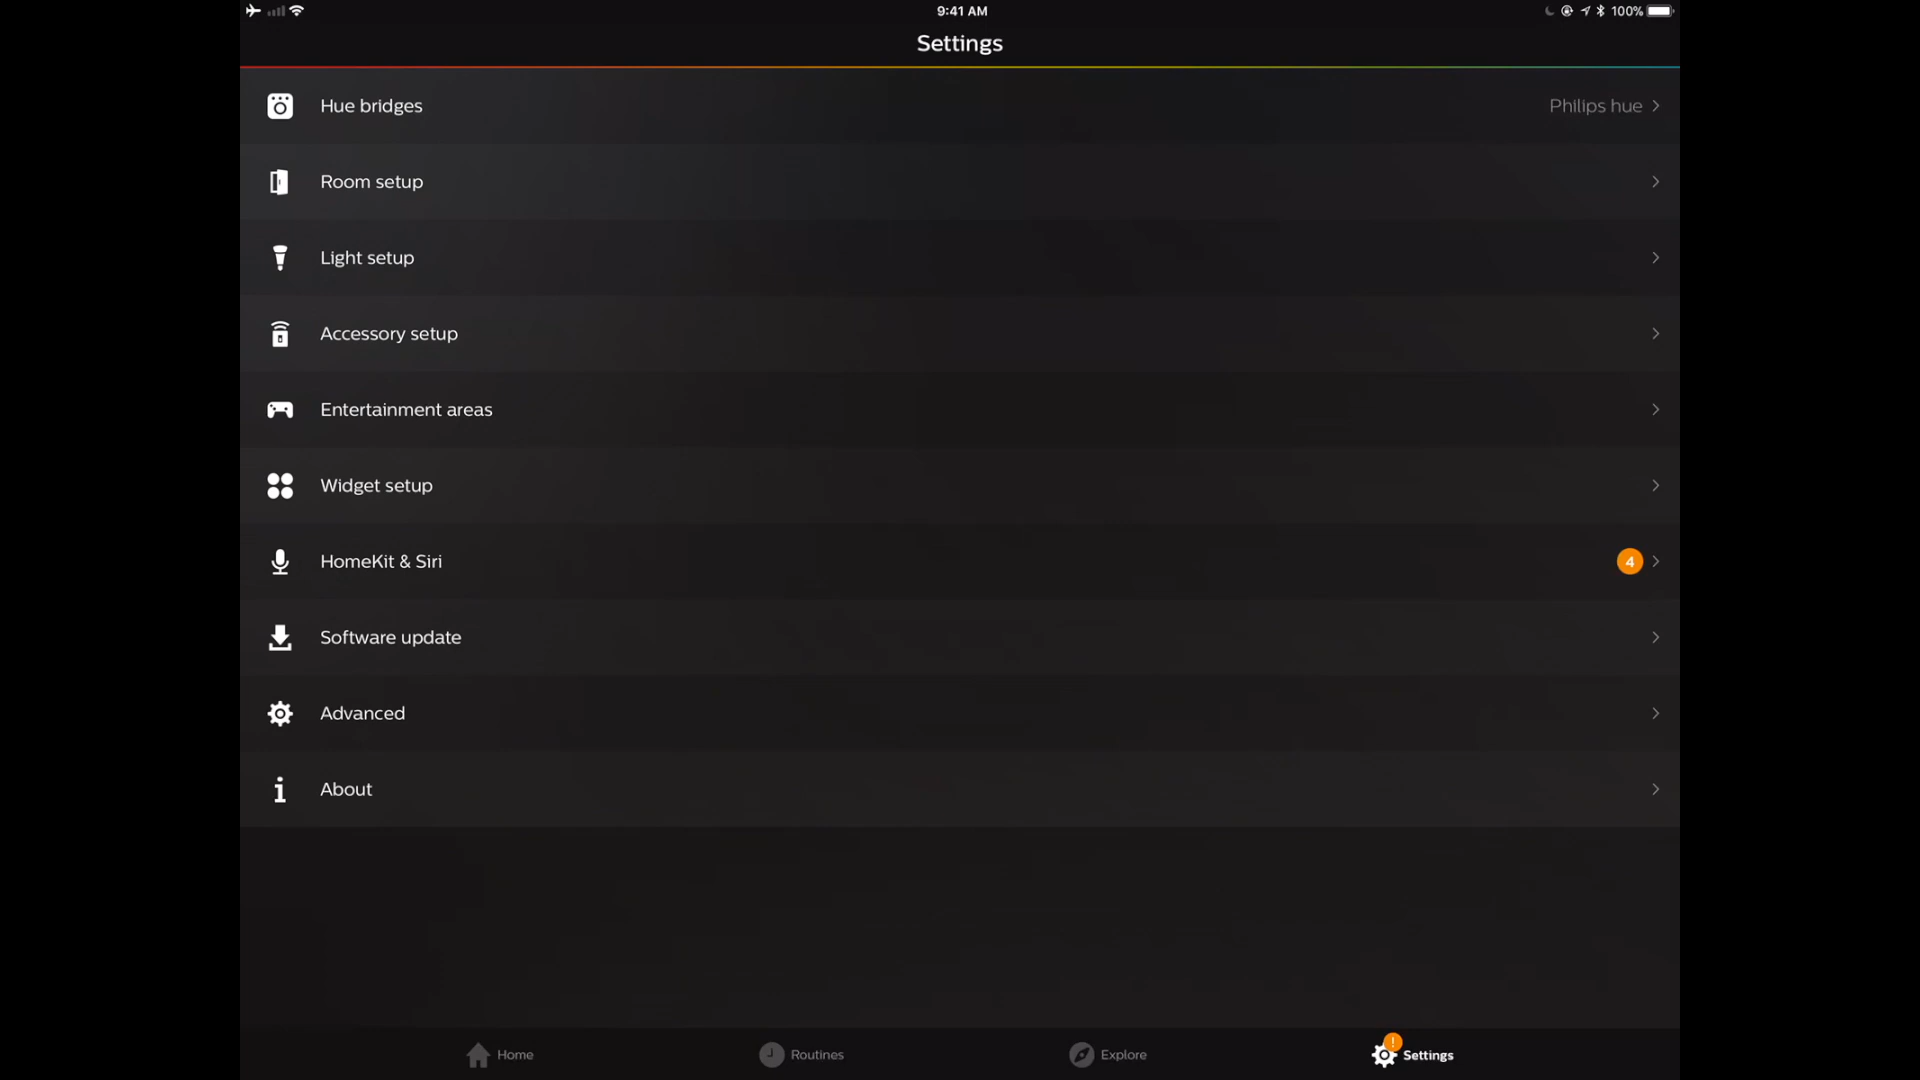 9:41 AM
100%
Settings
Hue bridges
Philips hue
Room setup
Light setup
Accessory setup
Entertainment areas
Widget setup
HomeKit & Siri
4
Software update
Advanced
About
Home
Routines
Explore
!
Settings